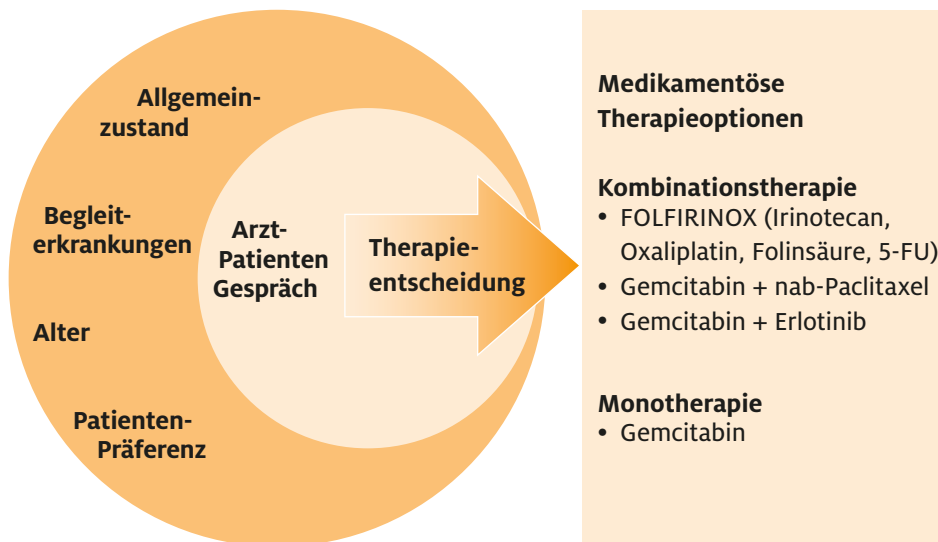 Allgemein-
zustand
Begleit-
erkrankungen
Alter
Patienten-
Präferenz
Arzt-
Patienten
Gespräch
Therapie-
entscheidung
Medikamentöse
Therapieoptionen
Kombinationstherapie
• FOLFIRINOX (Irinotecan,
Oxaliplatin, Folinsäure, 5-FU)
• Gemcitabin + nab-Paclitaxel
• Gemcitabin + Erlotinib
Monotherapie
• Gemcitabin